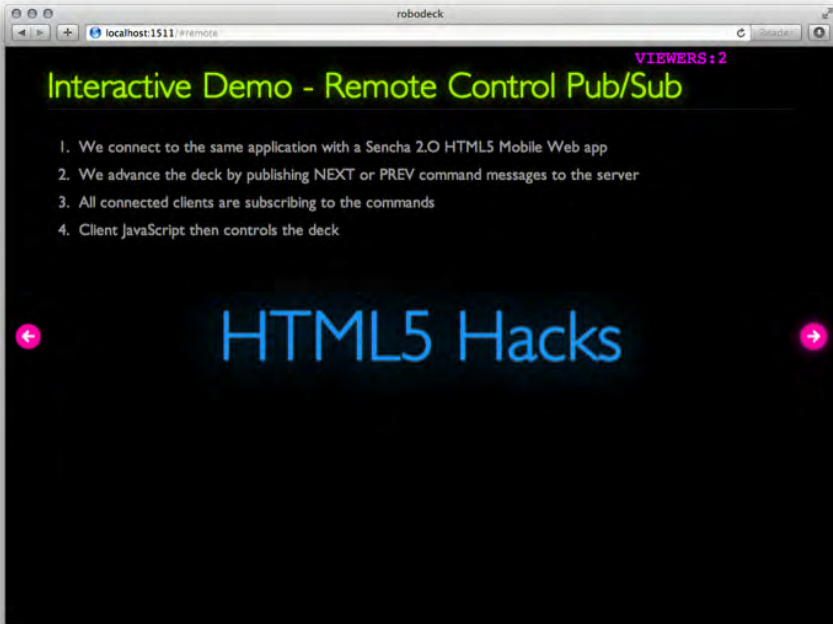 robodeck
localhost:1511/#remote
Reader
VIEWERS:2
Interactive Demo - Remote Control Pub/Sub
1. We connect to the same application with a Sencha 2.O HTML5 Mobile Web app
2. We advance the deck by publishing NEXT or PREV command messages to the server
3. All connected clients are subscribing to the commands
4. Client JavaScript then controls the deck
HTML5 Hacks